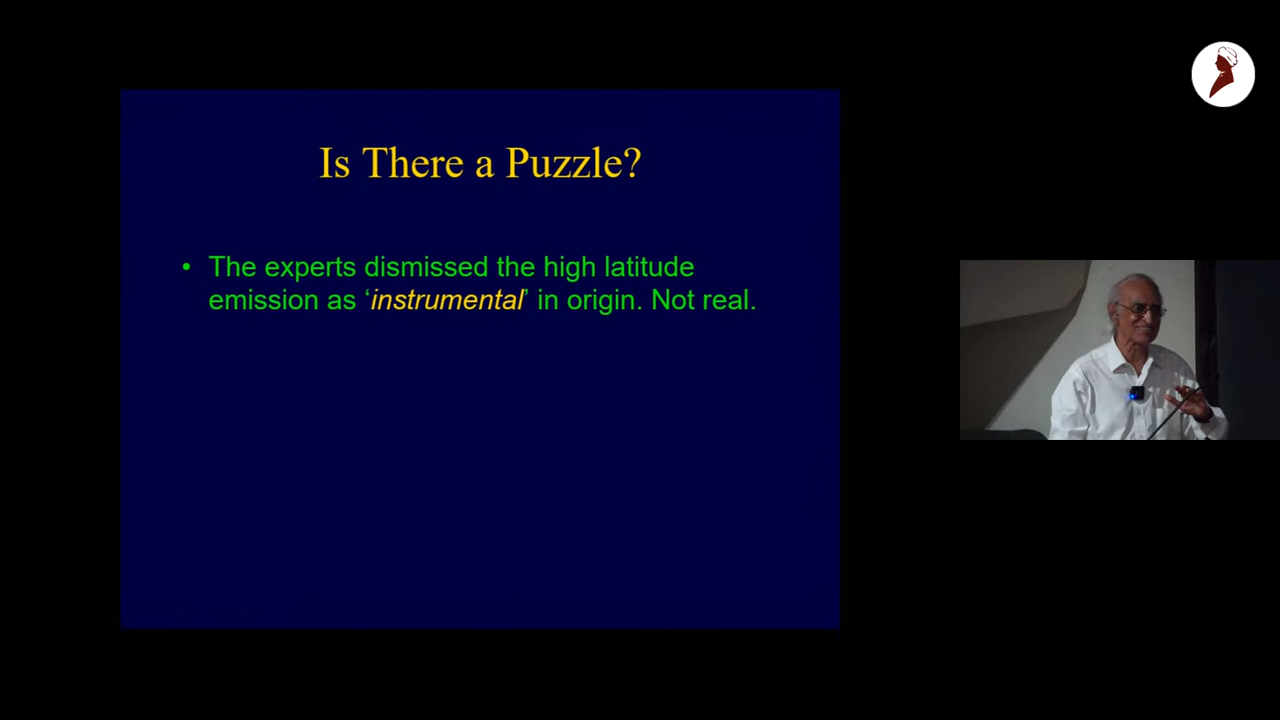 Is There a Puzzle?
• The experts dismissed the high latitude
emission as ‘instrumental’ in origin. Not real.